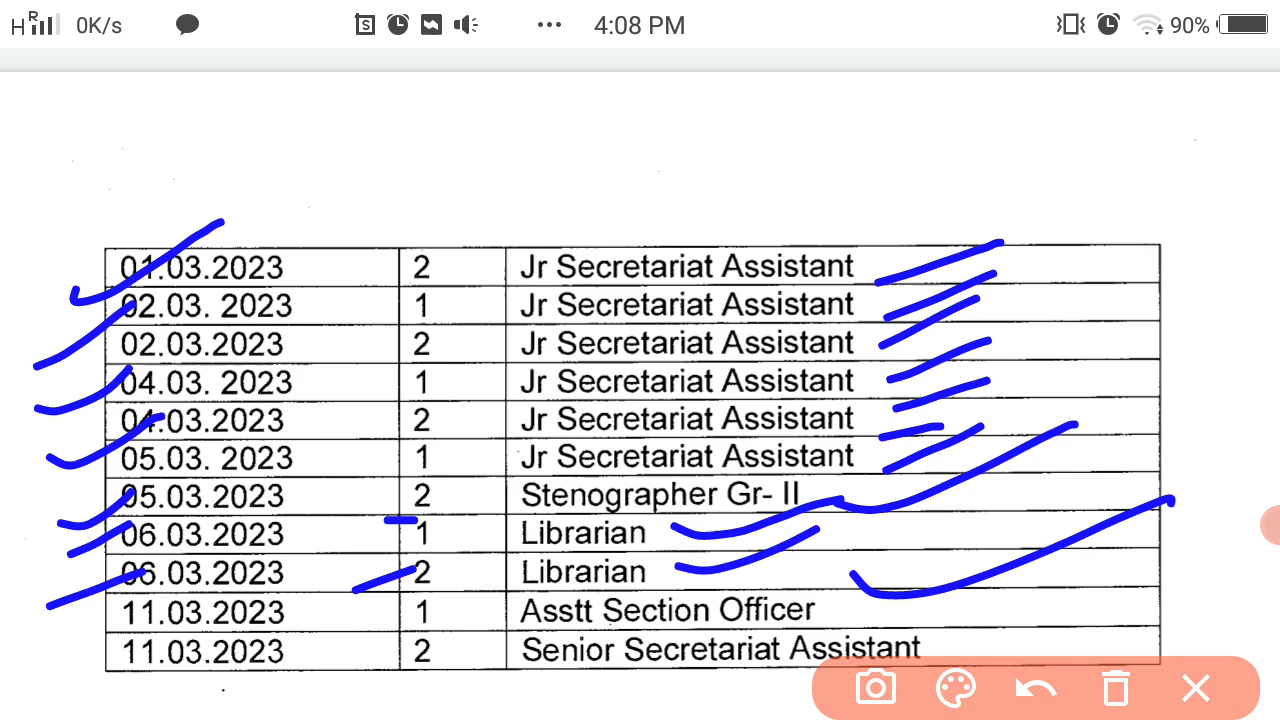 H R 0K/s 4:08 PM 90%
01.03.2023 2 Jr Secretariat Assistant
02.03. 2023 1 Jr Secretariat Assistant
02.03.2023 2 Jr Secretariat Assistant
04.03. 2023 1 Jr Secretariat Assistant
04.03.2023 2 Jr Secretariat Assistant
05.03. 2023 1 Jr Secretariat Assistant
05.03.2023 2 Stenographer Gr- II
06.03.2023 1 Librarian
06.03.2023 2 Librarian
11.03.2023 1 Asstt Section Officer
11.03.2023 2 Senior Secretariat Assistant